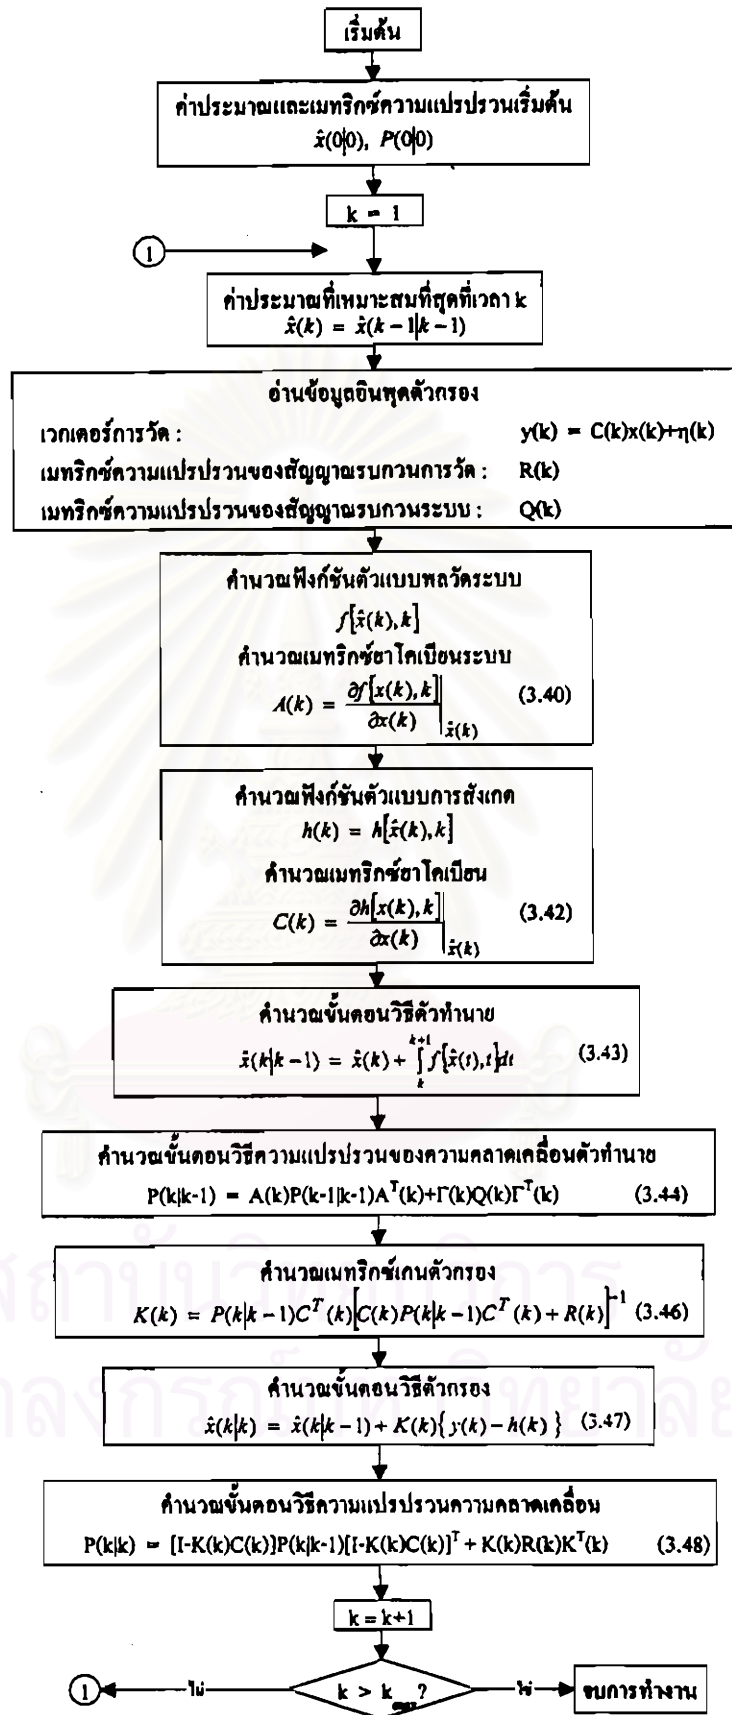 เริ่มต้น
ค่าประมาณและเมทริกซ์ความแปรปรวนเริ่มต้น
x̂(0|0), P(0|0)
k = 1
1
ค่าประมาณที่เหมาะสมที่สุดที่เวลา k
x̂(k) = x̂(k-1|k-1)
อ่านข้อมูลอินพุตตัวกรอง
เวกเตอร์การวัด : y(k) = C(k)x(k)+η(k)
เมทริกซ์ความแปรปรวนของสัญญาณรบกวนการวัด : R(k)
เมทริกซ์ความแปรปรวนของสัญญาณรบกวนระบบ : Q(k)
คำนวณฟังก์ชันตัวแบบพลวัตระบบ
f[x̂(k),k]
คำนวณเมทริกซ์ยาโคเบียนระบบ
A(k) = ∂f[x(k),k]/∂x(k) |x̂(k) (3.40)
คำนวณฟังก์ชันตัวแบบการสังเกต
h(k) = h[x̂(k),k]
คำนวณเมทริกซ์ยาโคเบียน
C(k) = ∂h[x(k),k]/∂x(k) |x̂(k) (3.42)
คำนวณขั้นตอนวิธีตัวทำนาย
x̂(k|k-1) = x̂(k) + ∫ₖᵏ⁺¹ f[x̂(t),t]dt (3.43)
คำนวณขั้นตอนวิธีความแปรปรวนของความคลาดเคลื่อนตัวทำนาย
P(k|k-1) = A(k)P(k-1|k-1)Aᵀ(k)+Γ(k)Q(k)Γᵀ(k) (3.44)
คำนวณเมทริกซ์เกนตัวกรอง
K(k) = P(k|k-1)Cᵀ(k)[C(k)P(k|k-1)Cᵀ(k)+R(k)]⁻¹ (3.46)
คำนวณขั้นตอนวิธีตัวกรอง
x̂(k|k) = x̂(k|k-1)+K(k){y(k)-h(k)} (3.47)
คำนวณขั้นตอนวิธีความแปรปรวนความคลาดเคลื่อน
P(k|k) = [I-K(k)C(k)]P(k|k-1)[I-K(k)C(k)]ᵀ + K(k)R(k)Kᵀ(k) (3.48)
k = k+1
1 ไม่ k > kmax? ใช่ จบการทำงาน